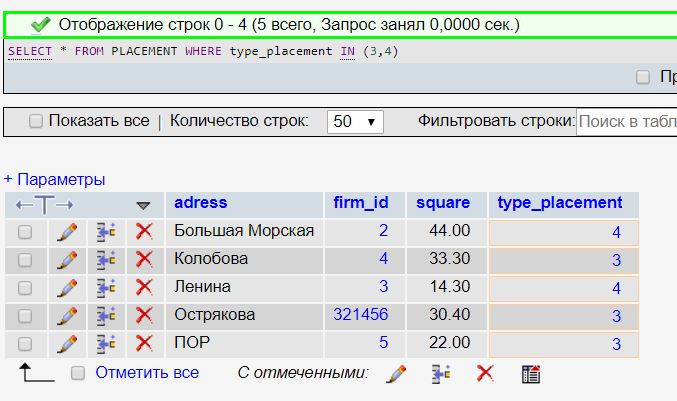 Отображение строк 0 - 4 (5 всего, Запрос занял 0,0000 сек.)
SELECT * FROM PLACEMENT WHERE type_placement IN (3,4)
Показать все | Количество строк: 50 Фильтровать строки: Поиск в табл
+ Параметры
adress firm_id square type_placement
Большая Морская 2 44.00 4
Колобова 4 33.30 3
Ленина 3 14.30 4
Острякова 321456 30.40 3
ПОР 5 22.00 3
Отметить все С отмеченными: